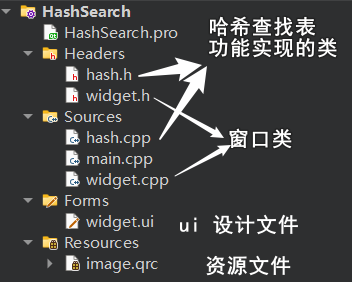 HashSearch
HashSearch.pro
Headers
hash.h
widget.h
Sources
hash.cpp
main.cpp
widget.cpp
Forms
widget.ui
Resources
image.qrc
哈希查找表
功能实现的类
窗口类
ui 设计文件
资源文件